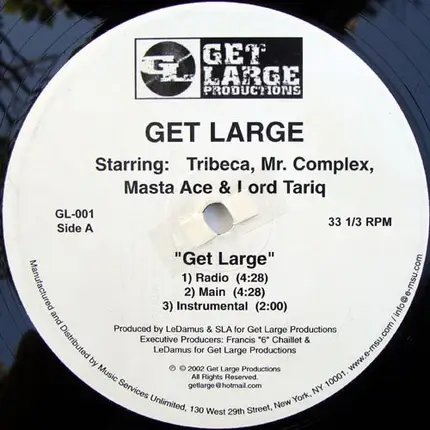 GL
GET
LARGE
PRODUCTIONS
GET LARGE
Starring: Tribeca, Mr. Complex,
Masta Ace & Lord Tariq
GL-001
Side A
33 1/3 RPM
"Get Large"
1) Radio (4:28)
2) Main (4:28)
3) Instrumental (2:00)
Produced by LeDamus & SLA for Get Large Productions
Executive Producers: Francis "6" Chaillet &
LeDamus for Get Large Productions
℗ © 2002 Get Large Productions
All Rights Reserved.
getlarge@hotmail.com
Manufactured and Distributed by Music Services Unlimited, 130 West 29th Street, New York, NY 10001. www.e-msu.com / info@e-msu.com